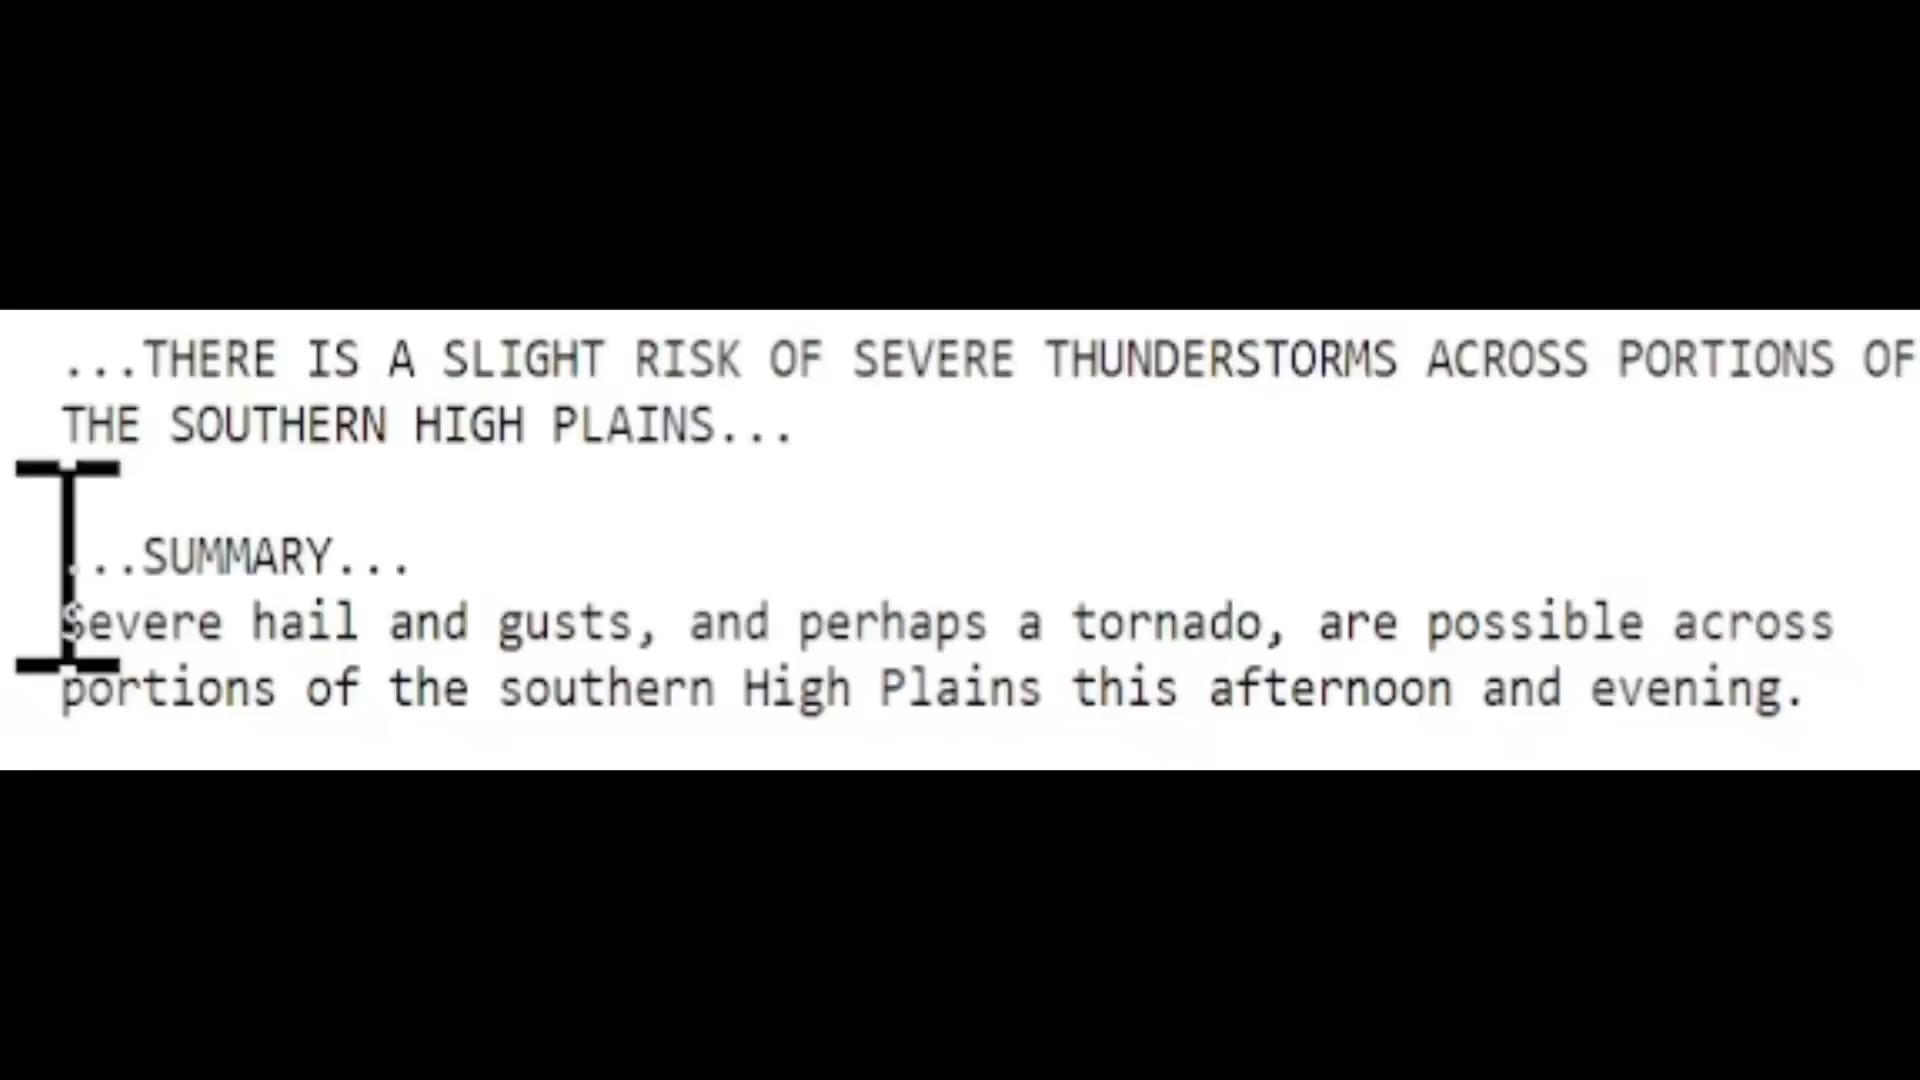 ...THERE IS A SLIGHT RISK OF SEVERE THUNDERSTORMS ACROSS PORTIONS OF
THE SOUTHERN HIGH PLAINS...
...SUMMARY...
Severe hail and gusts, and perhaps a tornado, are possible across
portions of the southern High Plains this afternoon and evening.